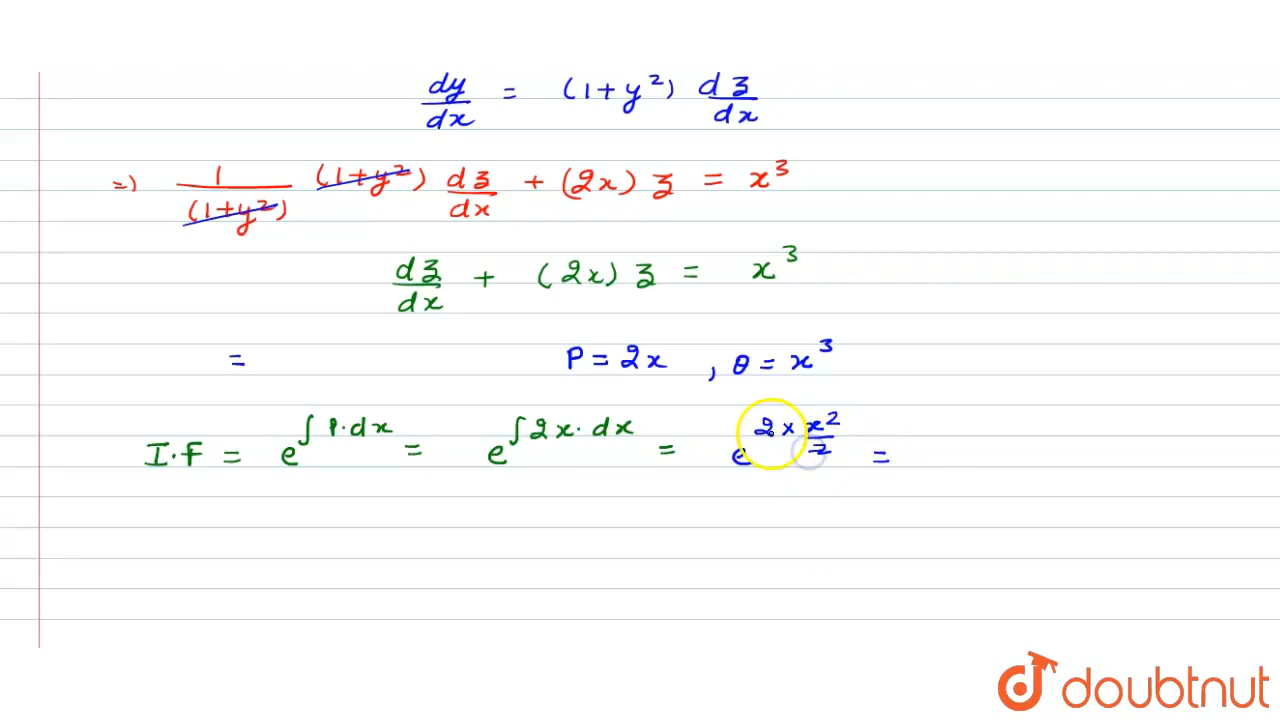 dy/dx = (1+y²) dz/dx
=) 1/(1+y²) (1+y²) dz/dx + (2x) z = x³
dz/dx + (2x) z = x³
= P = 2x , θ = x³
I.F = e^∫P.dx = e^∫2x.dx = e^2×x²/2 =
doubtnut